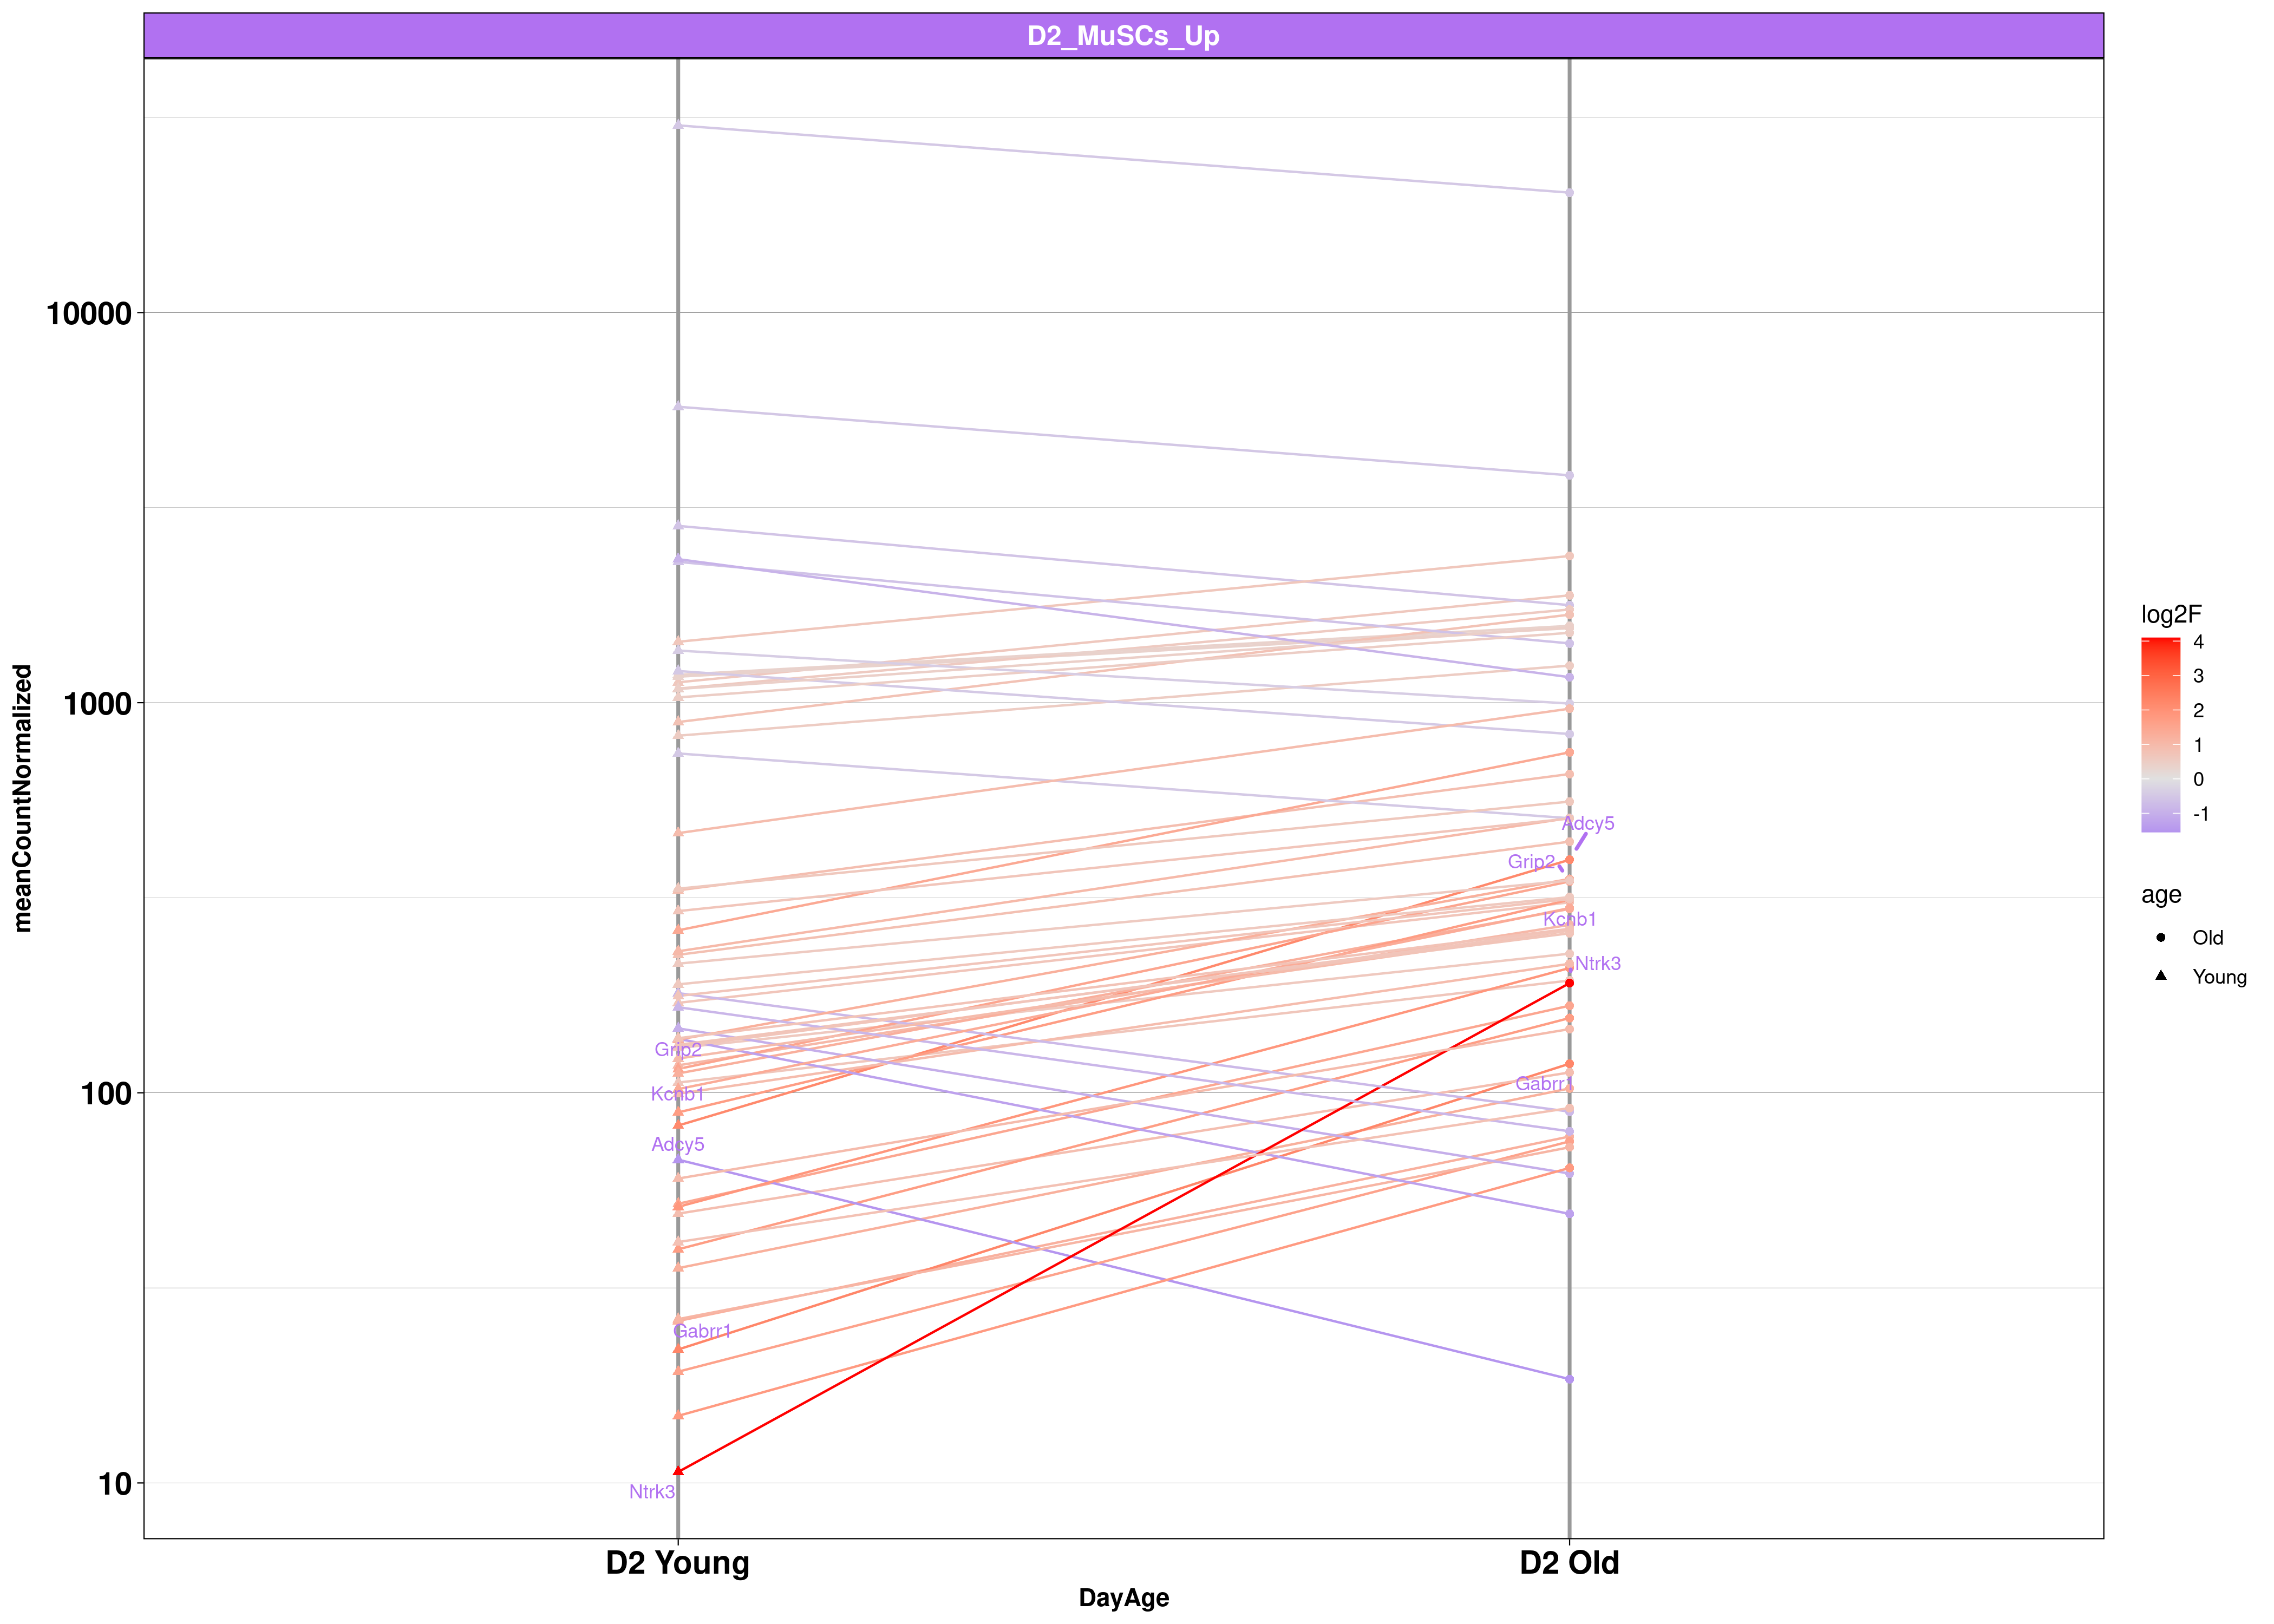 D2_MuSCs_Up
meanCountNormalized
10000
1000
100
10
Adcy5
Grip2
Kcnb1
Ntrk3
Grip2
Gabrr1
Kcnb1
Adcy5
Gabrr1
Ntrk3
D2 Young
D2 Old
DayAge
log2F
4
3
2
1
0
-1
age
Old
Young